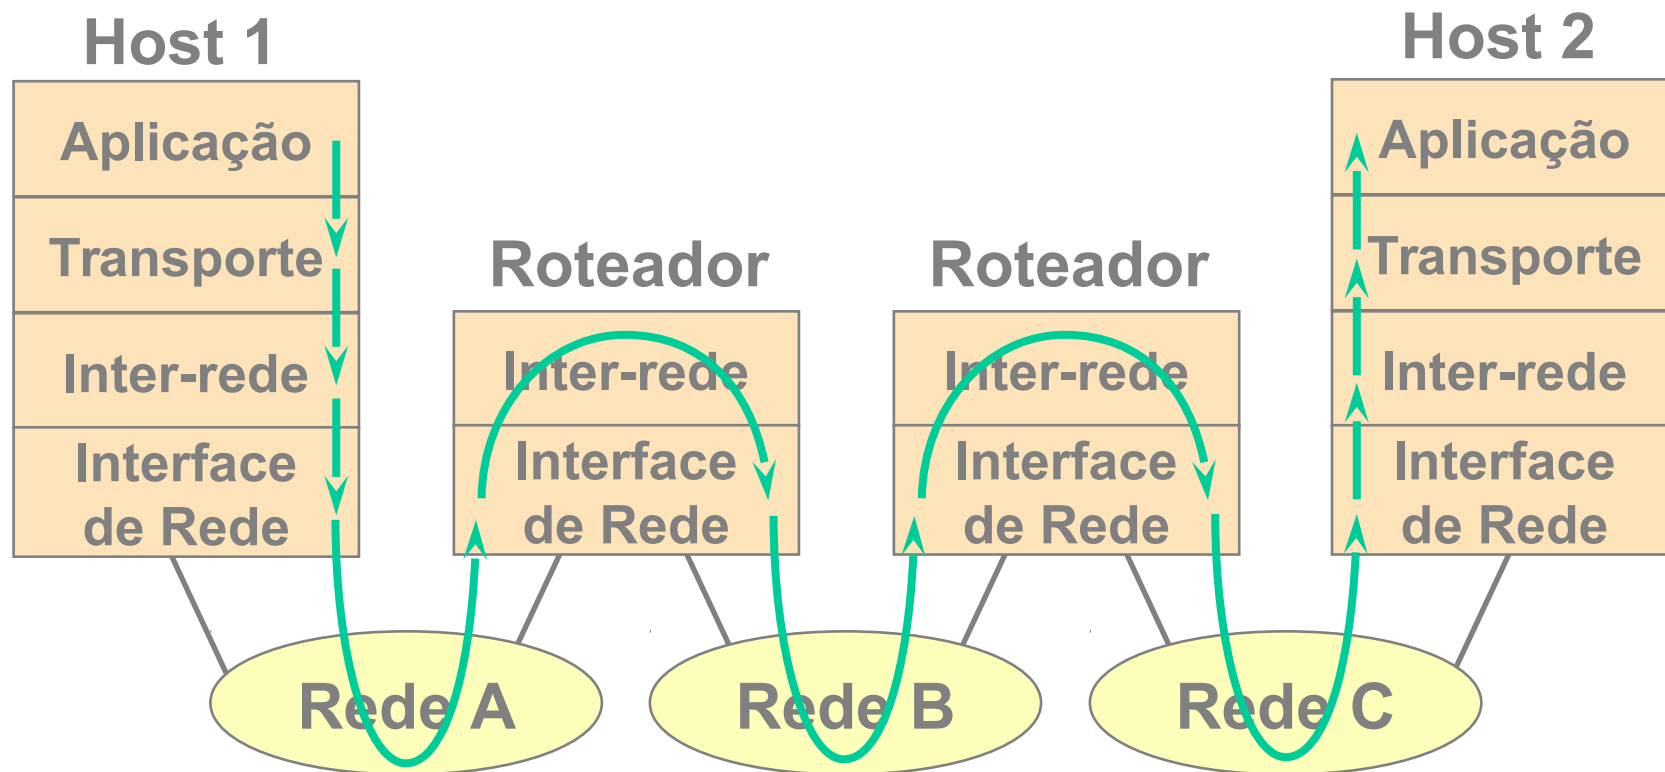 Host 1
Aplicação
Transporte
Inter-rede
Interface
de Rede
Roteador
Inter-rede
Interface
de Rede
Roteador
Inter-rede
Interface
de Rede
Host 2
Aplicação
Transporte
Inter-rede
Interface
de Rede
Rede A
Rede B
Rede C